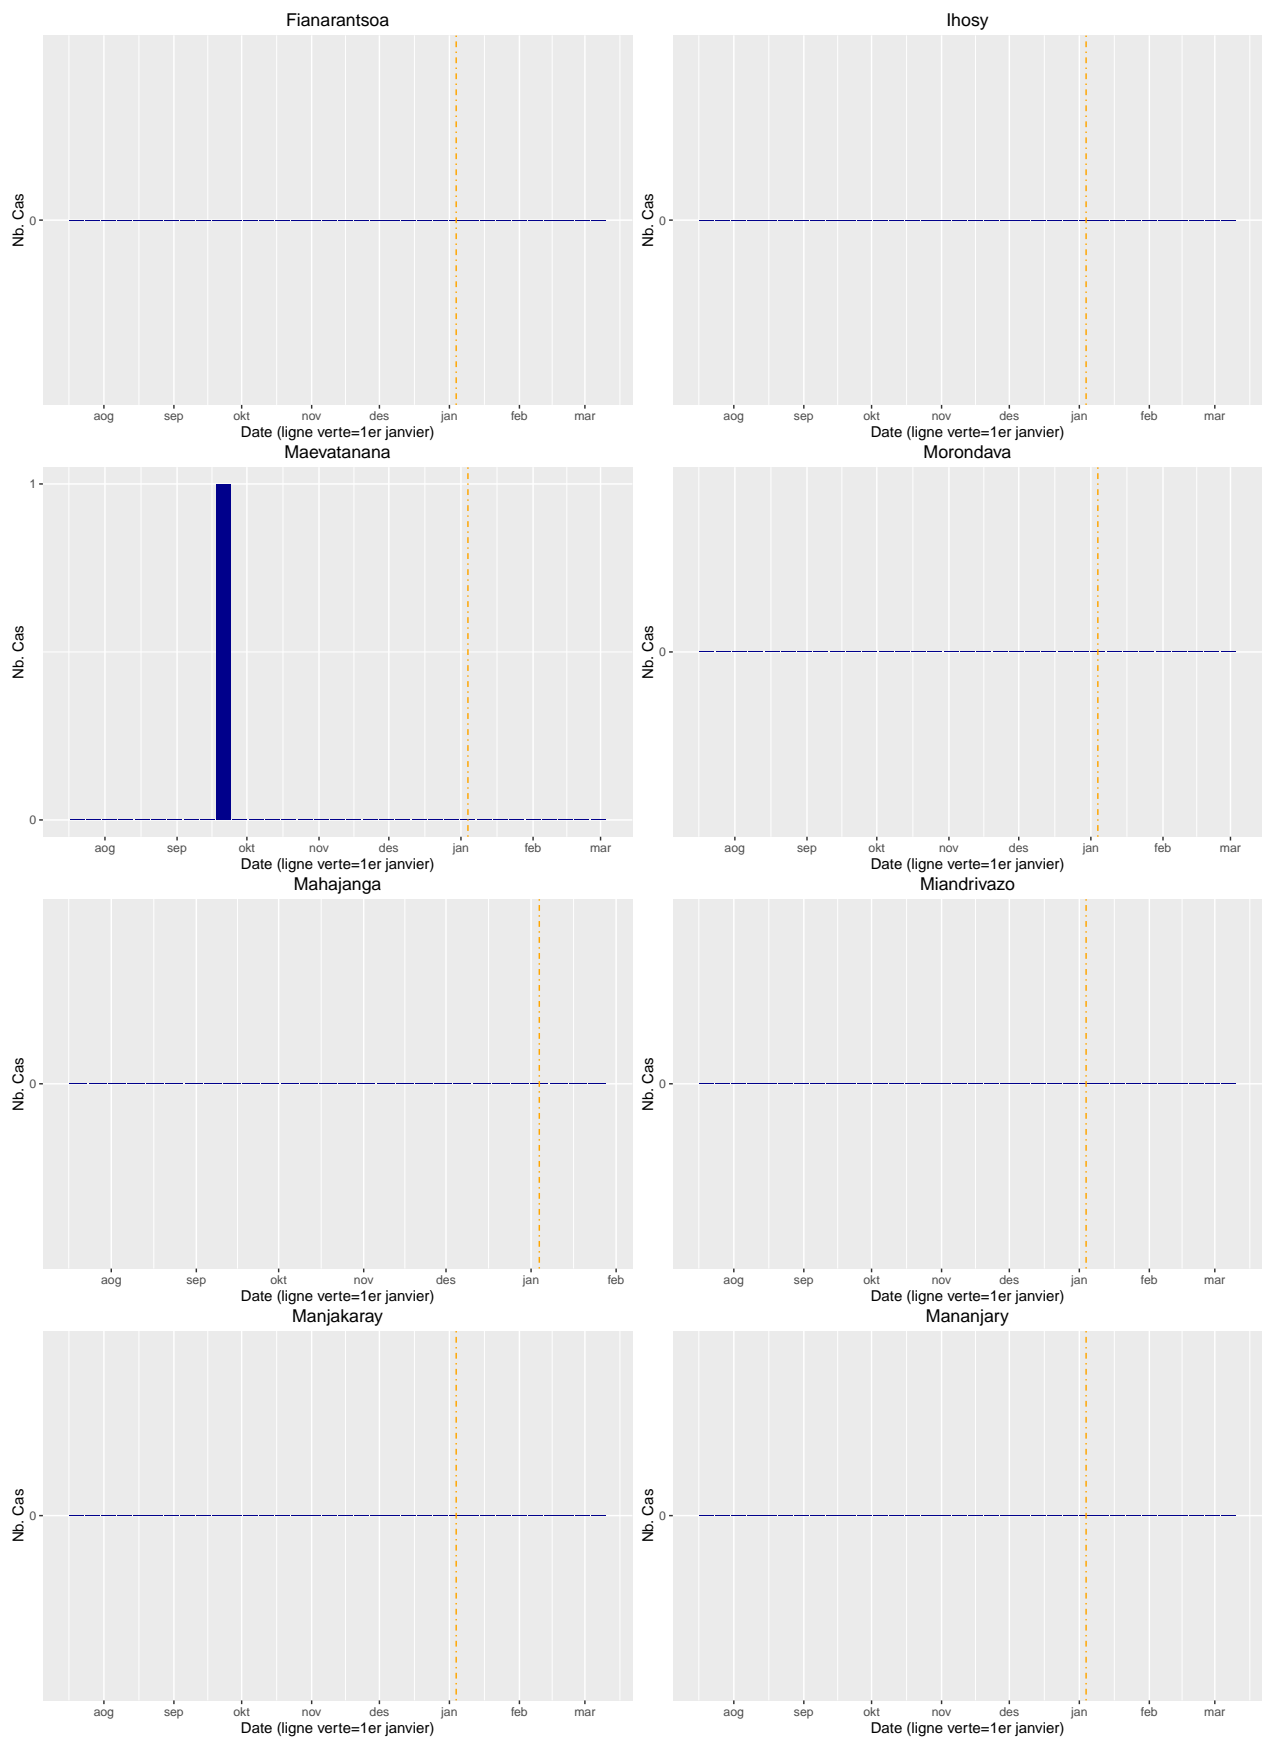 Fianarantsoa
Nb. Cas
0
aog sep okt nov des jan feb mar
Date (ligne verte=1er janvier)
Ihosy
Nb. Cas
0
aog sep okt nov des jan feb mar
Date (ligne verte=1er janvier)
Maevatanana
Nb. Cas
1
0
aog sep okt nov des jan feb mar
Date (ligne verte=1er janvier)
Morondava
Nb. Cas
0
aog sep okt nov des jan feb mar
Date (ligne verte=1er janvier)
Mahajanga
Nb. Cas
0
aog sep okt nov des jan feb
Date (ligne verte=1er janvier)
Miandrivazo
Nb. Cas
0
aog sep okt nov des jan feb mar
Date (ligne verte=1er janvier)
Manjakaray
Nb. Cas
0
aog sep okt nov des jan feb mar
Date (ligne verte=1er janvier)
Mananjary
Nb. Cas
0
aog sep okt nov des jan feb mar
Date (ligne verte=1er janvier)